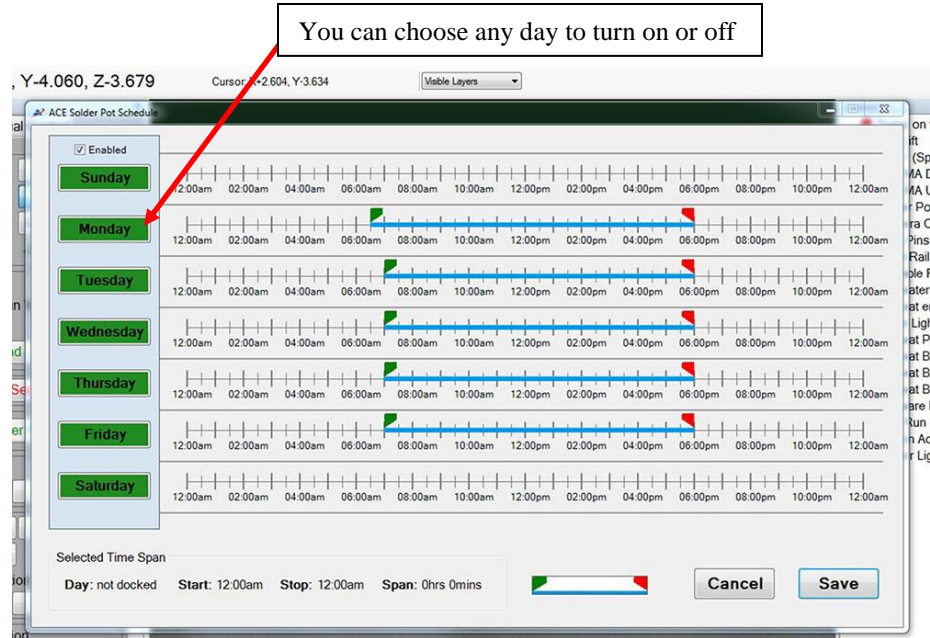 You can choose any day to turn on or off
, Y-4.060, Z-3.679 Cursor: X+2.604, Y-3.634 Visible Layers
ACE Solder Pot Schedule
Enabled
Sunday
12:00am 02:00am 04:00am 06:00am 08:00am 10:00am 12:00pm 02:00pm 04:00pm 06:00pm 08:00pm 10:00pm 12:00am
Monday
12:00am 02:00am 04:00am 06:00am 08:00am 10:00am 12:00pm 02:00pm 04:00pm 06:00pm 08:00pm 10:00pm 12:00am
Tuesday
12:00am 02:00am 04:00am 06:00am 08:00am 10:00am 12:00pm 02:00pm 04:00pm 06:00pm 08:00pm 10:00pm 12:00am
Wednesday
12:00am 02:00am 04:00am 06:00am 08:00am 10:00am 12:00pm 02:00pm 04:00pm 06:00pm 08:00pm 10:00pm 12:00am
Thursday
12:00am 02:00am 04:00am 06:00am 08:00am 10:00am 12:00pm 02:00pm 04:00pm 06:00pm 08:00pm 10:00pm 12:00am
Friday
12:00am 02:00am 04:00am 06:00am 08:00am 10:00am 12:00pm 02:00pm 04:00pm 06:00pm 08:00pm 10:00pm 12:00am
Saturday
12:00am 02:00am 04:00am 06:00am 08:00am 10:00am 12:00pm 02:00pm 04:00pm 06:00pm 08:00pm 10:00pm 12:00am
Selected Time Span
Day: not docked Start: 12:00am Stop: 12:00am Span: 0hrs 0mins
Cancel Save